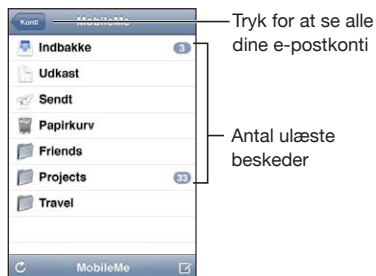 Konti
MobileMe
Indbakke 3
Udkast
Sendt
Papirkurv
Friends
Projects 33
Travel
MobileMe
Tryk for at se alle
dine e-postkonti
Antal ulæste
beskeder